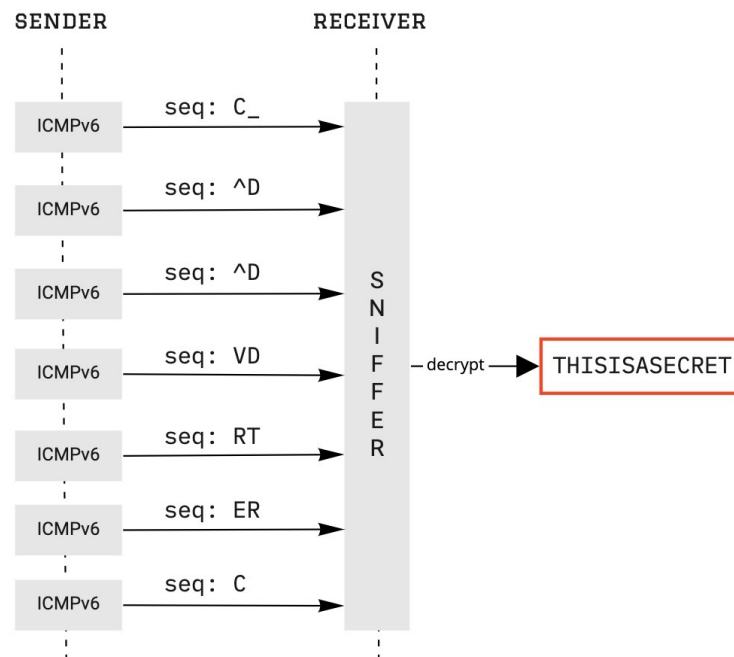 SENDER
RECEIVER
ICMPv6
seq: C_
ICMPv6
seq: ^D
ICMPv6
seq: ^D
ICMPv6
seq: VD
ICMPv6
seq: RT
ICMPv6
seq: ER
ICMPv6
seq: C
SNIFFER
decrypt
THISISASECRET